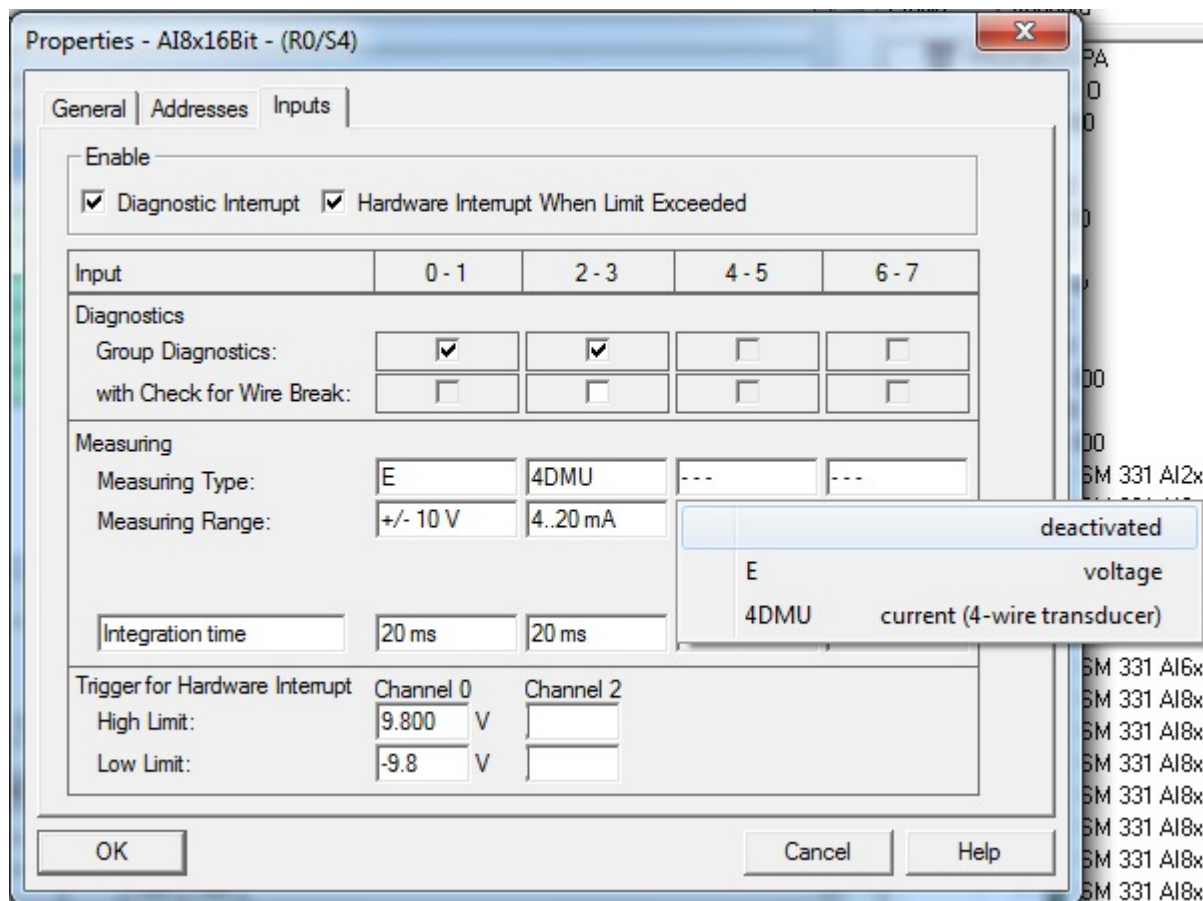 Properties - AI8x16Bit - (R0/S4)
PA
0
0
General Addresses Inputs
Enable
Diagnostic Interrupt Hardware Interrupt When Limit Exceeded
Input 0 - 1 2 - 3 4 - 5 6 - 7
Diagnostics
Group Diagnostics:
with Check for Wire Break:
00
00
Measuring
Measuring Type: E 4DMU - - - - - -
SM 331 AI2x
Measuring Range: +/- 10 V 4..20 mA
deactivated
E voltage
4DMU current (4-wire transducer)
Integration time 20 ms 20 ms
SM 331 AI6x
Trigger for Hardware Interrupt Channel 0 Channel 2
SM 331 AI8x
High Limit: 9.800 V
SM 331 AI8x
Low Limit: -9.8 V
SM 331 AI8x
SM 331 AI8x
SM 331 AI8x
OK Cancel Help
SM 331 AI8x
SM 331 AI8x